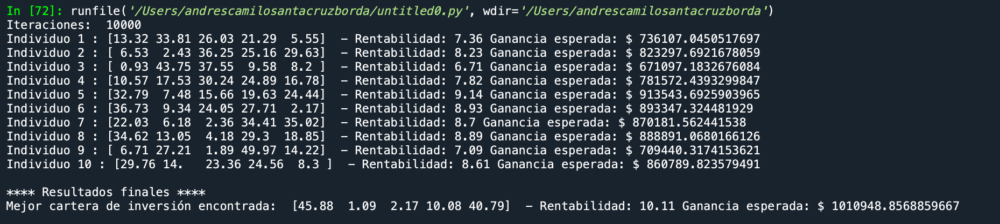 In [72]: runfile('/Users/andrescamilosantacruzborda/untitled0.py', wdir='/Users/andrescamilosantacruzborda')
Iteraciones:  10000
Individuo 1 : [13.32 33.81 26.03 21.29  5.55]  – Rentabilidad: 7.36 Ganancia esperada: $ 736107.0450517697
Individuo 2 : [ 6.53  2.43 36.25 25.16 29.63]  – Rentabilidad: 8.23 Ganancia esperada: $ 823297.6921678059
Individuo 3 : [ 0.93 43.75 37.55  9.58  8.2 ]  – Rentabilidad: 6.71 Ganancia esperada: $ 671097.1832676084
Individuo 4 : [10.57 17.53 30.24 24.89 16.78]  – Rentabilidad: 7.82 Ganancia esperada: $ 781572.4393299847
Individuo 5 : [32.79  7.48 15.66 19.63 24.44]  – Rentabilidad: 9.14 Ganancia esperada: $ 913543.6925903965
Individuo 6 : [36.73  9.34 24.05 27.71  2.17]  – Rentabilidad: 8.93 Ganancia esperada: $ 893347.324481929
Individuo 7 : [22.03  6.18  2.36 34.41 35.02]  – Rentabilidad: 8.7 Ganancia esperada: $ 870181.562441538
Individuo 8 : [34.62 13.05  4.18 29.3  18.85]  – Rentabilidad: 8.89 Ganancia esperada: $ 888891.0680166126
Individuo 9 : [ 6.71 27.21  1.89 49.97 14.22]  – Rentabilidad: 7.09 Ganancia esperada: $ 709440.3174153621
Individuo 10 : [29.76 14.   23.36 24.56  8.3 ]  – Rentabilidad: 8.61 Ganancia esperada: $ 860789.823579491
**** Resultados finales ****
Mejor cartera de inversión encontrada:  [45.88  1.09  2.17 10.08 40.79]  – Rentabilidad: 10.11 Ganancia esperada: $ 1010948.8568859667